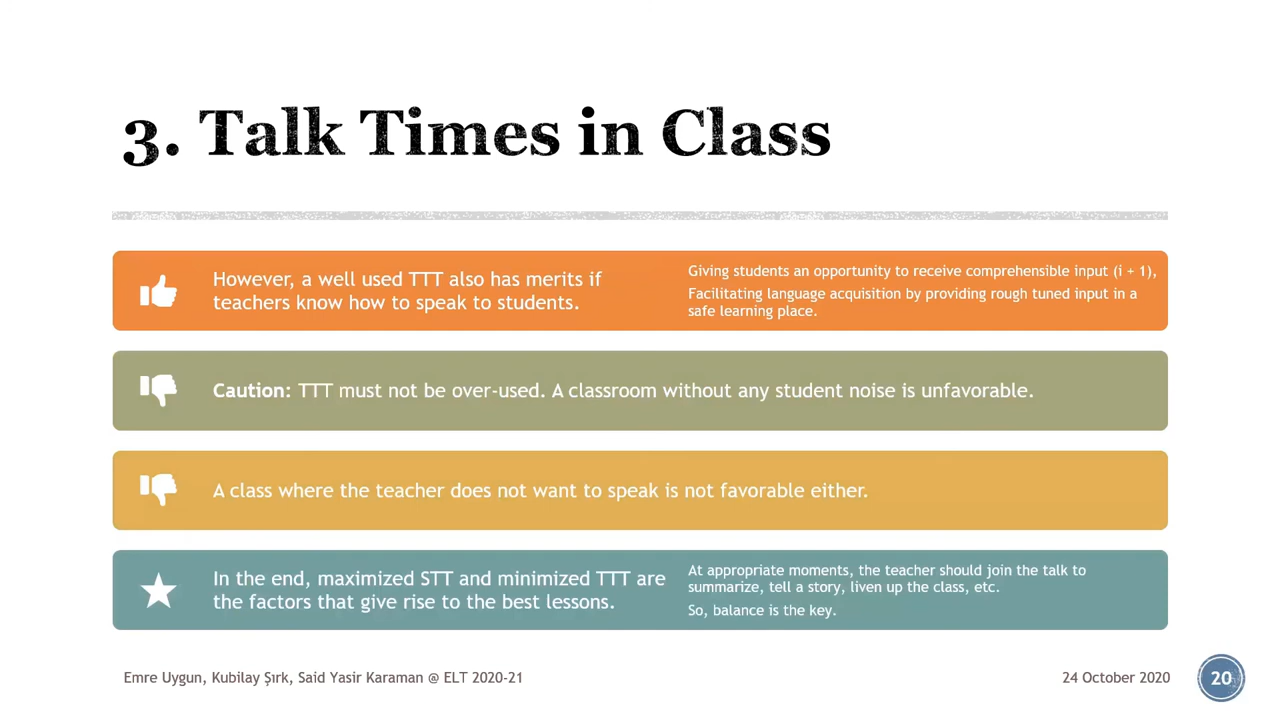 3. Talk Times in Class
However, a well used TTT also has merits if
teachers know how to speak to students.
Giving students an opportunity to receive comprehensible input (i + 1),
Facilitating language acquisition by providing rough tuned input in a
safe learning place.
Caution: TTT must not be over-used. A classroom without any student noise is unfavorable.
A class where the teacher does not want to speak is not favorable either.
In the end, maximized STT and minimized TTT are
the factors that give rise to the best lessons.
At appropriate moments, the teacher should join the talk to
summarize, tell a story, liven up the class, etc.
So, balance is the key.
Emre Uygun, Kubilay Şırk, Said Yasir Karaman @ ELT 2020-21
24 October 2020
20